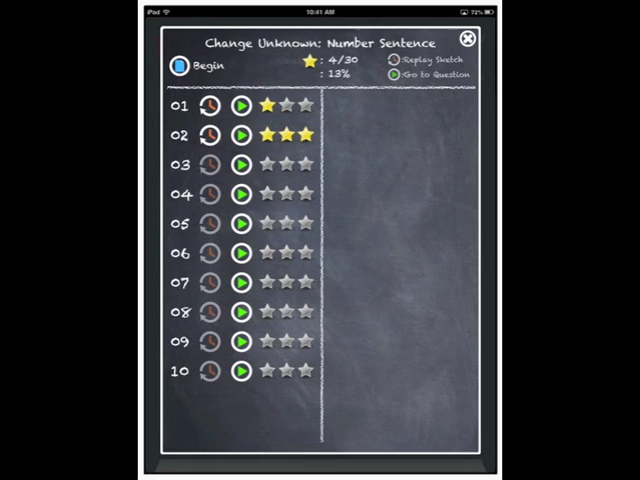 iPad 10:41 AM 72%
Change Unknown: Number Sentence
Begin : 4/30 :Replay Sketch
: 13% :Go to Question
01
02
03
04
05
06
07
08
09
10